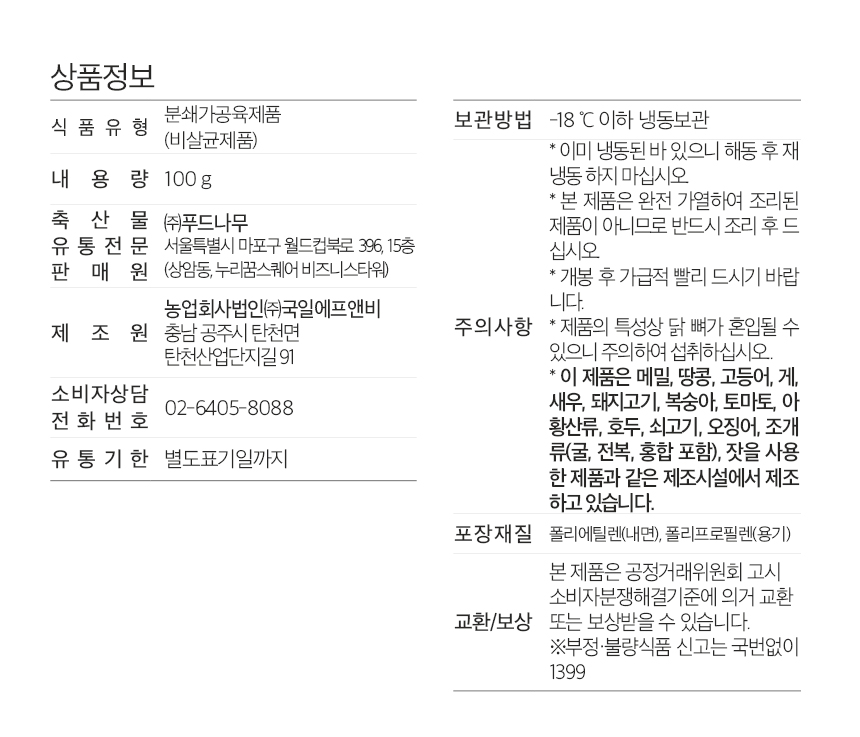 상품정보
식품유형 분쇄가공육제품
(비살균제품)
내용량 100 g
축산물
유통전문
판매원
㈜푸드나무
서울특별시 마포구 월드컵북로 396, 15층
(상암동, 누리꿈스퀘어 비즈니스타워)
제조원
농업회사법인㈜국일에프앤비
충남 공주시 탄천면
탄천산업단지길 91
소비자상담
전화번호
02-6405-8088
유통기한 별도표기일까지
보관방법 -18 ℃ 이하 냉동보관
주의사항
* 이미 냉동된 바 있으니 해동 후 재
냉동 하지 마십시오
* 본 제품은 완전 가열하여 조리된
제품이 아니므로 반드시 조리 후 드
십시오
* 개봉 후 가급적 빨리 드시기 바랍
니다.
* 제품의 특성상 닭 뼈가 혼입될 수
있으니 주의하여 섭취하십시오.
* 이 제품은 메밀, 땅콩, 고등어, 게,
새우, 돼지고기, 복숭아, 토마토, 아
황산류, 호두, 쇠고기, 오징어, 조개
류(굴, 전복, 홍합 포함), 잣을 사용
한 제품과 같은 제조시설에서 제조
하고 있습니다.
포장재질 폴리에틸렌(내면), 폴리프로필렌(용기)
교환/보상
본 제품은 공정거래위원회 고시
소비자분쟁해결기준에 의거 교환
또는 보상받을 수 있습니다.
※부정·불량식품 신고는 국번없이
1399